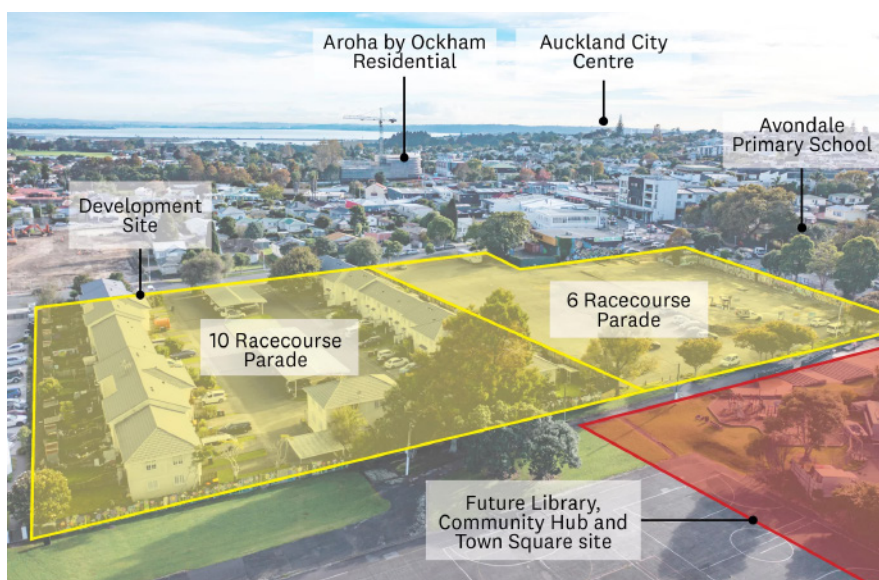 Aroha by Ockham
Residential
Auckland City
Centre
Avondale
Primary School
Development
Site
10 Racecourse
Parade
6 Racecourse
Parade
Future Library,
Community Hub and
Town Square site